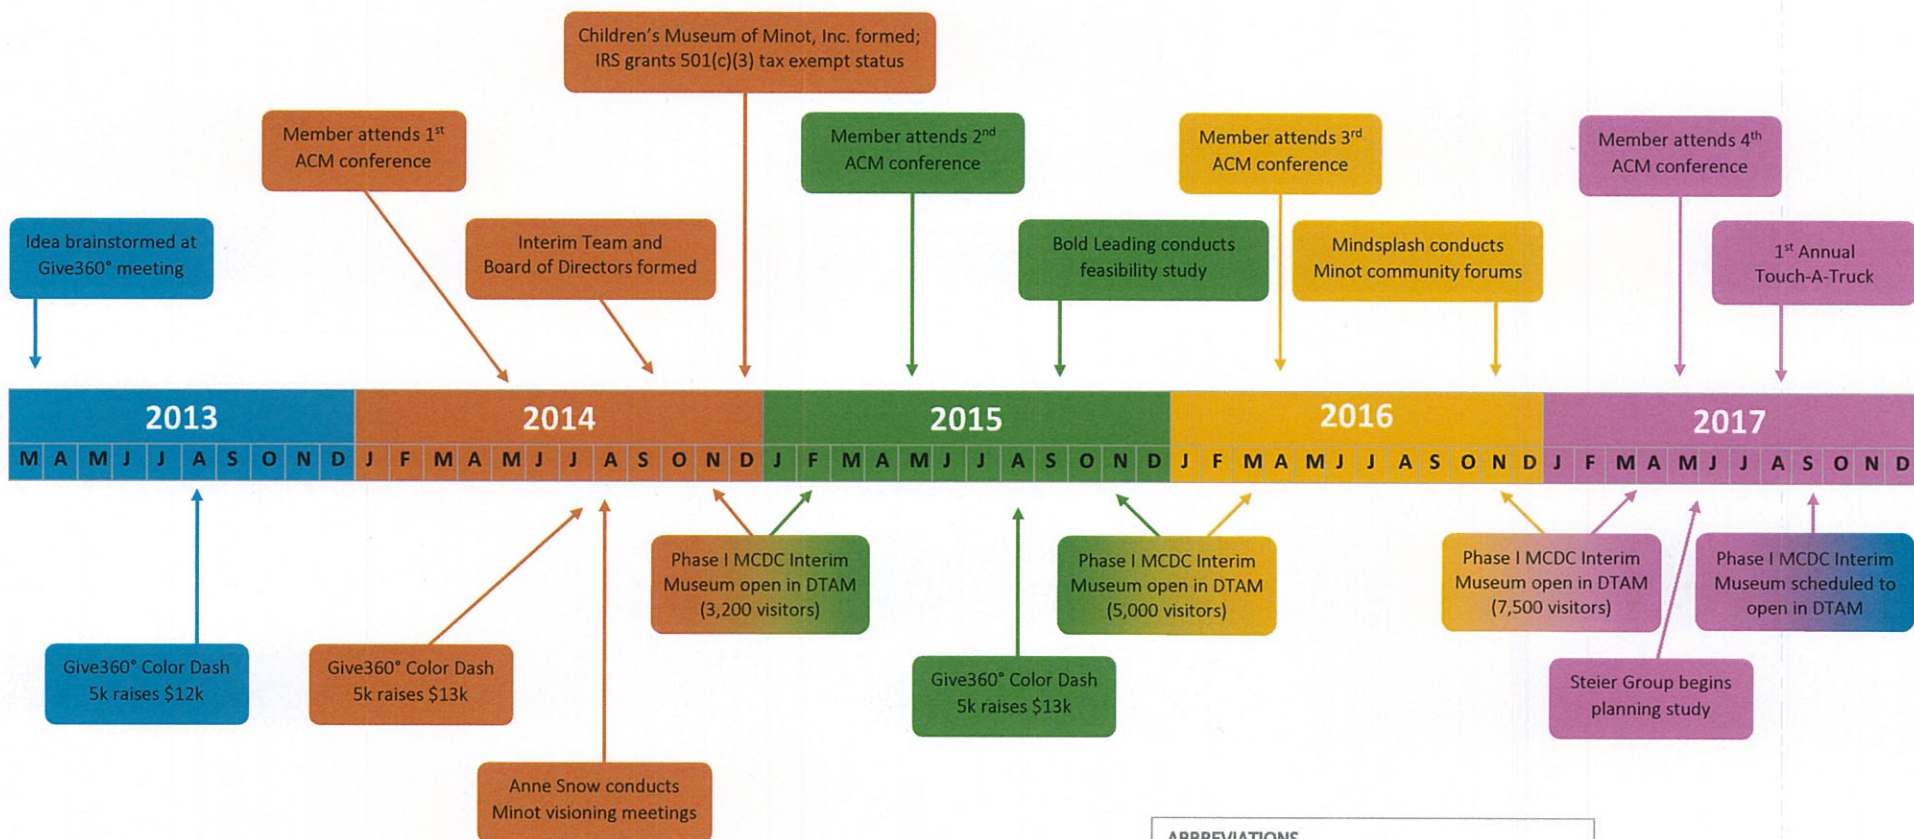 Children's Museum of Minot, Inc. formed;
IRS grants 501(c)(3) tax exempt status
Member attends 1st
ACM conference
Member attends 2nd
ACM conference
Member attends 3rd
ACM conference
Member attends 4th
ACM conference
Idea brainstormed at
Give360° meeting
Interim Team and
Board of Directors formed
Bold Leading conducts
feasibility study
Mindsplash conducts
Minot community forums
1st Annual
Touch-A-Truck
2013 2014 2015 2016 2017
M A M J J A S O N D J F M A M J J A S O N D J F M A M J J A S O N D J F M A M J J A S O N D J F M A M J J A S O N D
Phase I MCDC Interim
Museum open in DTAM
(3,200 visitors)
Phase I MCDC Interim
Museum open in DTAM
(5,000 visitors)
Phase I MCDC Interim
Museum open in DTAM
(7,500 visitors)
Phase I MCDC Interim
Museum scheduled to
open in DTAM
Give360° Color Dash
5k raises $12k
Give360° Color Dash
5k raises $13k
Give360° Color Dash
5k raises $13k
Steier Group begins
planning study
Anne Snow conducts
Minot visioning meetings
ABBREVIATIONS